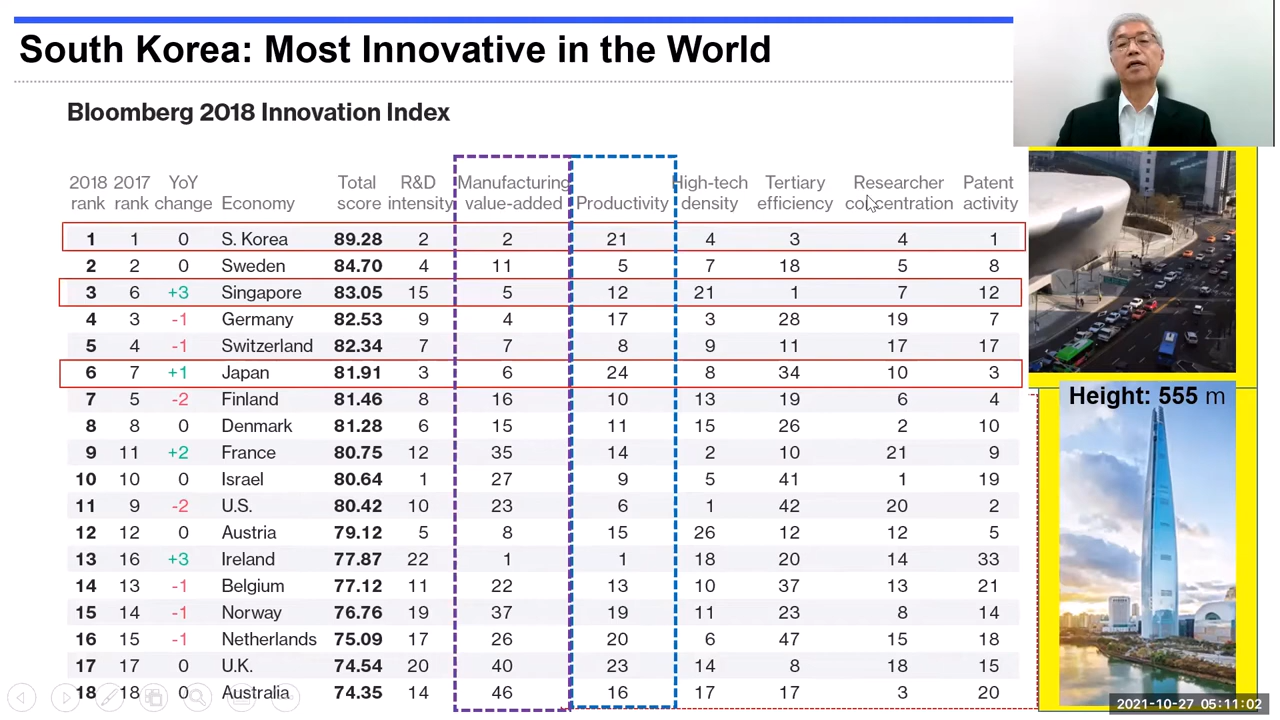 South Korea: Most Innovative in the World
Bloomberg 2018 Innovation Index
2018 rank 2017 rank YoY change Economy Total score R&D intensity Manufacturing value-added Productivity High-tech density Tertiary efficiency Researcher concentration Patent activity
1 1 0 S. Korea 89.28 2 2 21 4 3 4 1
2 2 0 Sweden 84.70 4 11 5 7 18 5 8
3 6 +3 Singapore 83.05 15 5 12 21 1 7 12
4 3 -1 Germany 82.53 9 4 17 3 28 19 7
5 4 -1 Switzerland 82.34 7 7 8 9 11 17 17
6 7 +1 Japan 81.91 3 6 24 8 34 10 3
7 5 -2 Finland 81.46 8 16 10 13 19 6 4
8 8 0 Denmark 81.28 6 15 11 15 26 2 10
9 11 +2 France 80.75 12 35 14 2 10 21 9
10 10 0 Israel 80.64 1 27 9 5 41 1 19
11 9 -2 U.S. 80.42 10 23 6 1 42 20 2
12 12 0 Austria 79.12 5 8 15 26 12 12 5
13 16 +3 Ireland 77.87 22 1 1 18 20 14 33
14 13 -1 Belgium 77.12 11 22 13 10 37 13 21
15 14 -1 Norway 76.76 19 37 19 11 23 8 14
16 15 -1 Netherlands 75.09 17 26 20 6 47 15 18
17 17 0 U.K. 74.54 20 40 23 14 8 18 15
18 18 0 Australia 74.35 14 46 16 17 17 3 20
Height: 555 m
2021-10-27 05:11:02